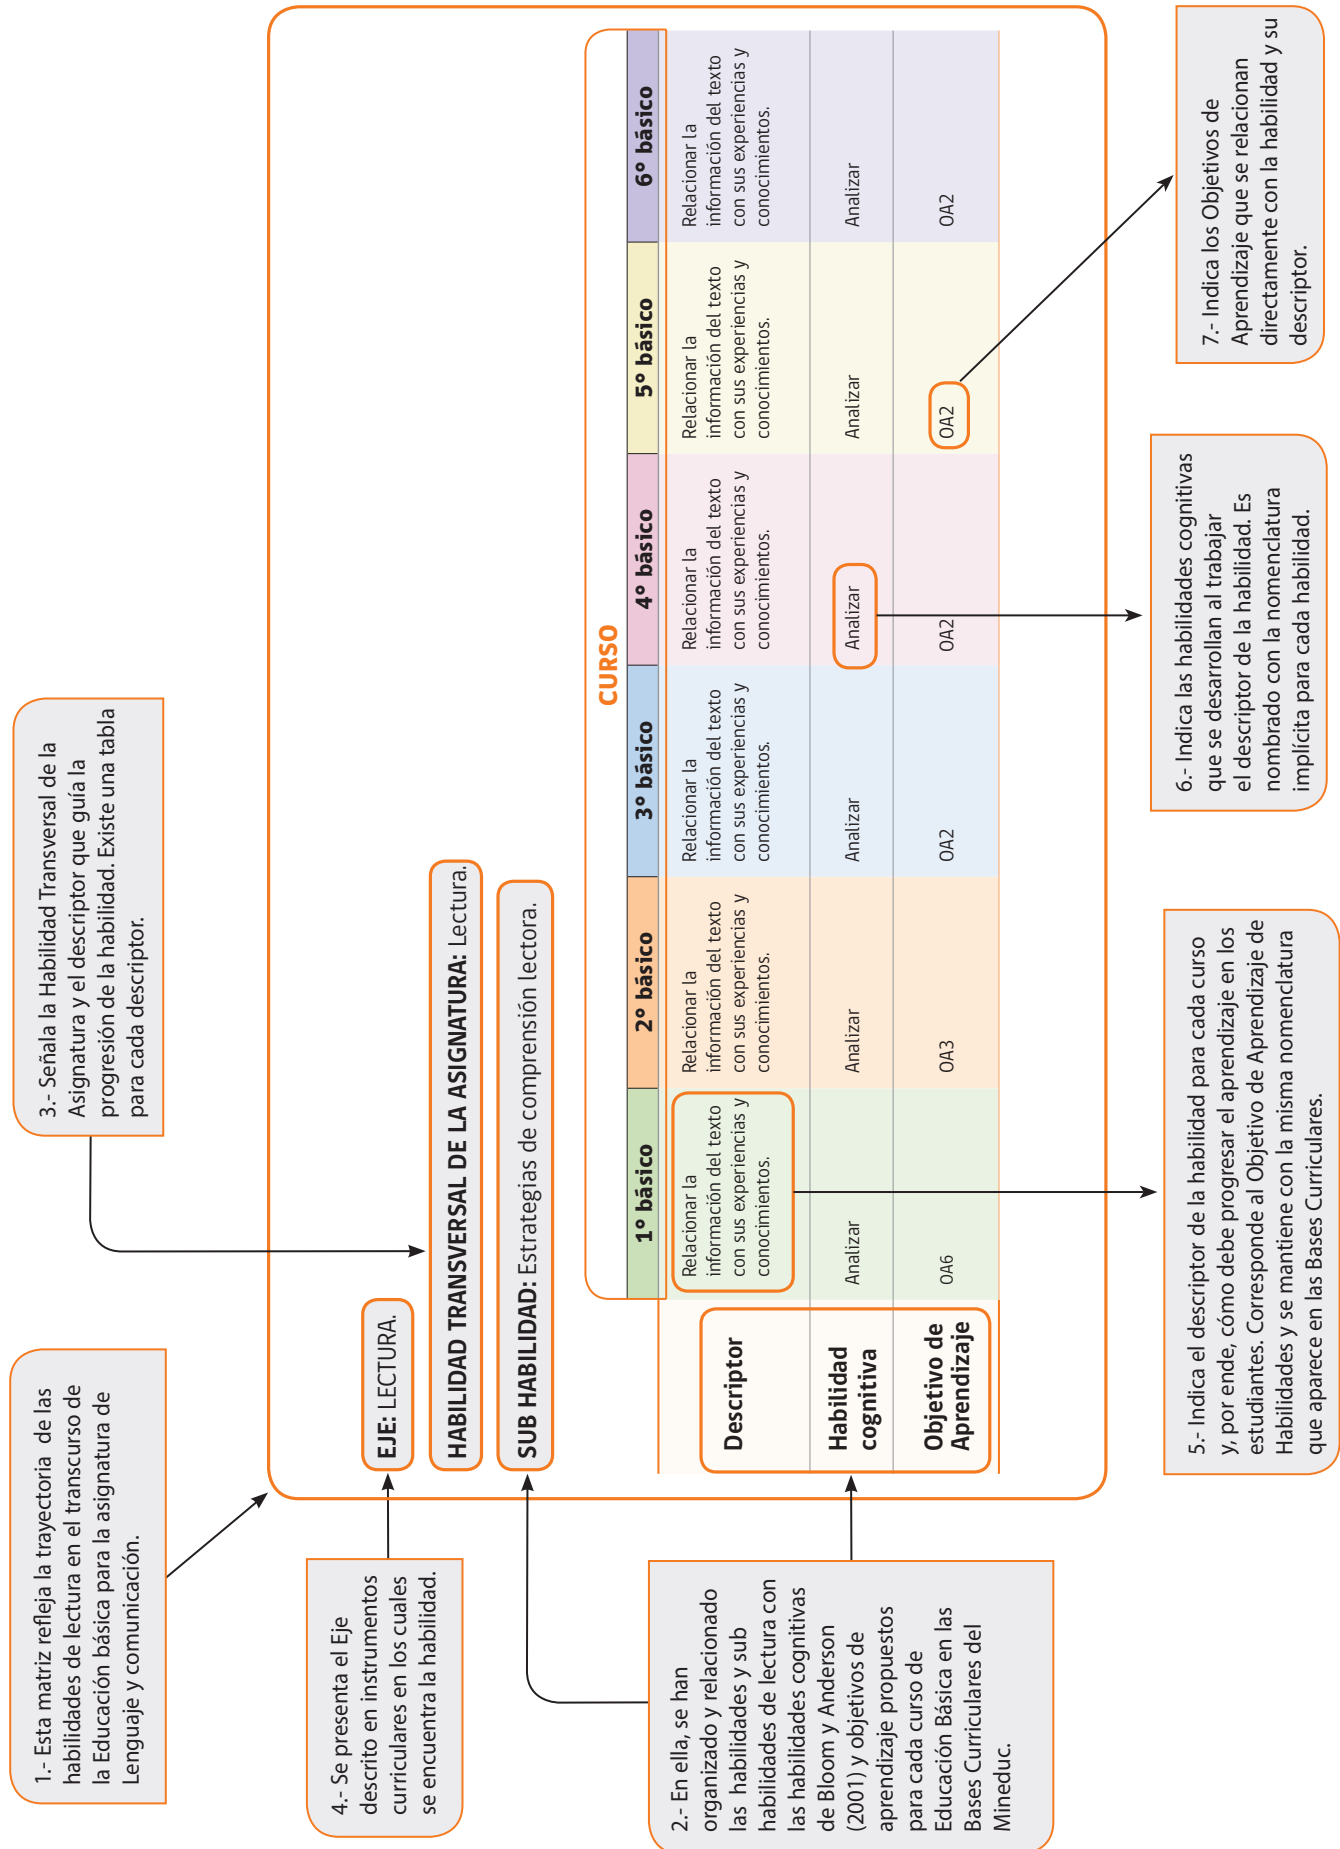 1.- Esta matriz refleja la trayectoria de las
habilidades de lectura en el transcurso de
la Educación básica para la asignatura de
Lenguaje y comunicación.
3.- Señala la Habilidad Transversal de la
Asignatura y el descriptor que guía la
progresión de la habilidad. Existe una tabla
para cada descriptor.
4.- Se presenta el Eje
descrito en instrumentos
curriculares en los cuales
se encuentra la habilidad.
EJE: LECTURA.
HABILIDAD TRANSVERSAL DE LA ASIGNATURA: Lectura.
SUB HABILIDAD: Estrategias de comprensión lectora.
2.- En ella, se han
organizado y relacionado
las habilidades y sub
habilidades de lectura con
las habilidades cognitivas
de Bloom y Anderson
(2001) y objetivos de
aprendizaje propuestos
para cada curso de
Educación Básica en las
Bases Curriculares del
Mineduc.
CURSO
1° básico
2° básico
3° básico
4° básico
5° básico
6° básico
Descriptor
Relacionar la
información del texto
con sus experiencias y
conocimientos.
Relacionar la
información del texto
con sus experiencias y
conocimientos.
Relacionar la
información del texto
con sus experiencias y
conocimientos.
Relacionar la
información del texto
con sus experiencias y
conocimientos.
Relacionar la
información del texto
con sus experiencias y
conocimientos.
Relacionar la
información del texto
con sus experiencias y
conocimientos.
Habilidad
cognitiva
Analizar
Analizar
Analizar
Analizar
Analizar
Analizar
Objetivo de
Aprendizaje
OA6
OA3
OA2
OA2
OA2
OA2
5.- Indica el descriptor de la habilidad para cada curso
y, por ende, cómo debe progresar el aprendizaje en los
estudiantes. Corresponde al Objetivo de Aprendizaje de
Habilidades y se mantiene con la misma nomenclatura
que aparece en las Bases Curriculares.
6.- Indica las habilidades cognitivas
que se desarrollan al trabajar
el descriptor de la habilidad. Es
nombrado con la nomenclatura
implícita para cada habilidad.
7.- Indica los Objetivos de
Aprendizaje que se relacionan
directamente con la habilidad y su
descriptor.